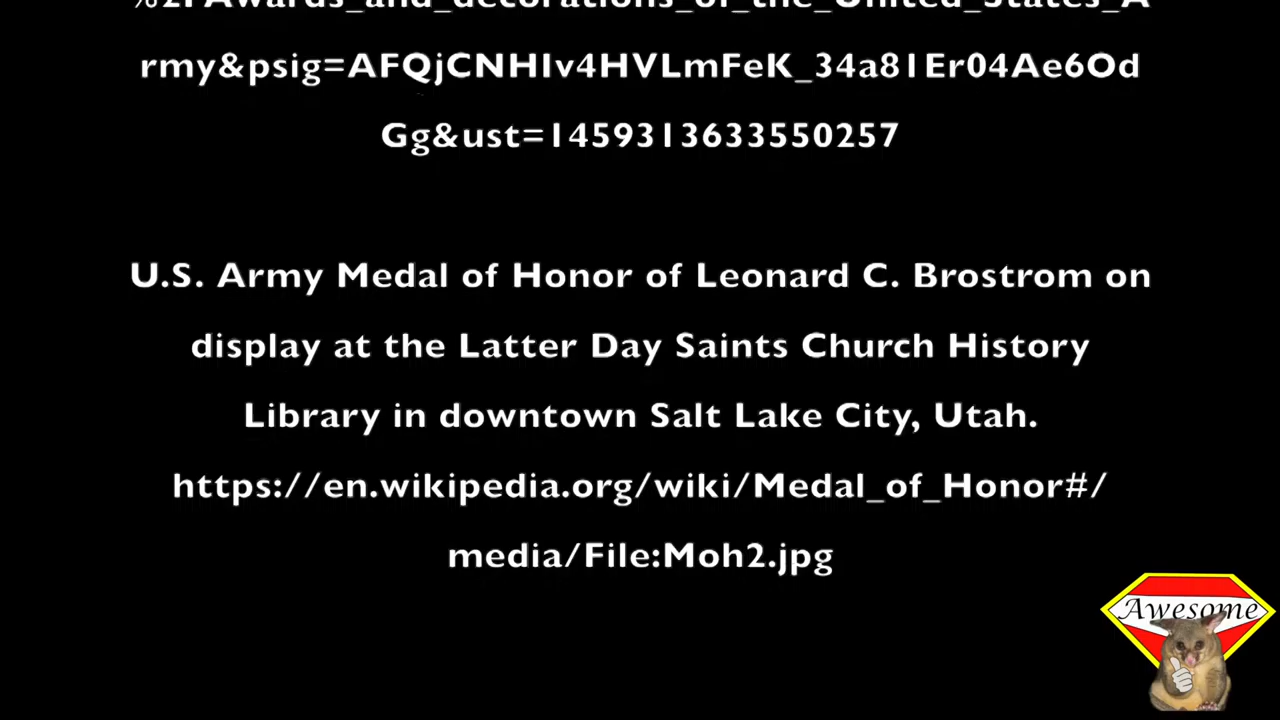 %2FAwards_and_decorations_of_the_United_States_A
rmy&psig=AFQjCNHIv4HVLmFeK_34a81Er04Ae6Od
Gg&ust=1459313633550257
U.S. Army Medal of Honor of Leonard C. Brostrom on
display at the Latter Day Saints Church History
Library in downtown Salt Lake City, Utah.
https://en.wikipedia.org/wiki/Medal_of_Honor#/
media/File:Moh2.jpg
Awesome